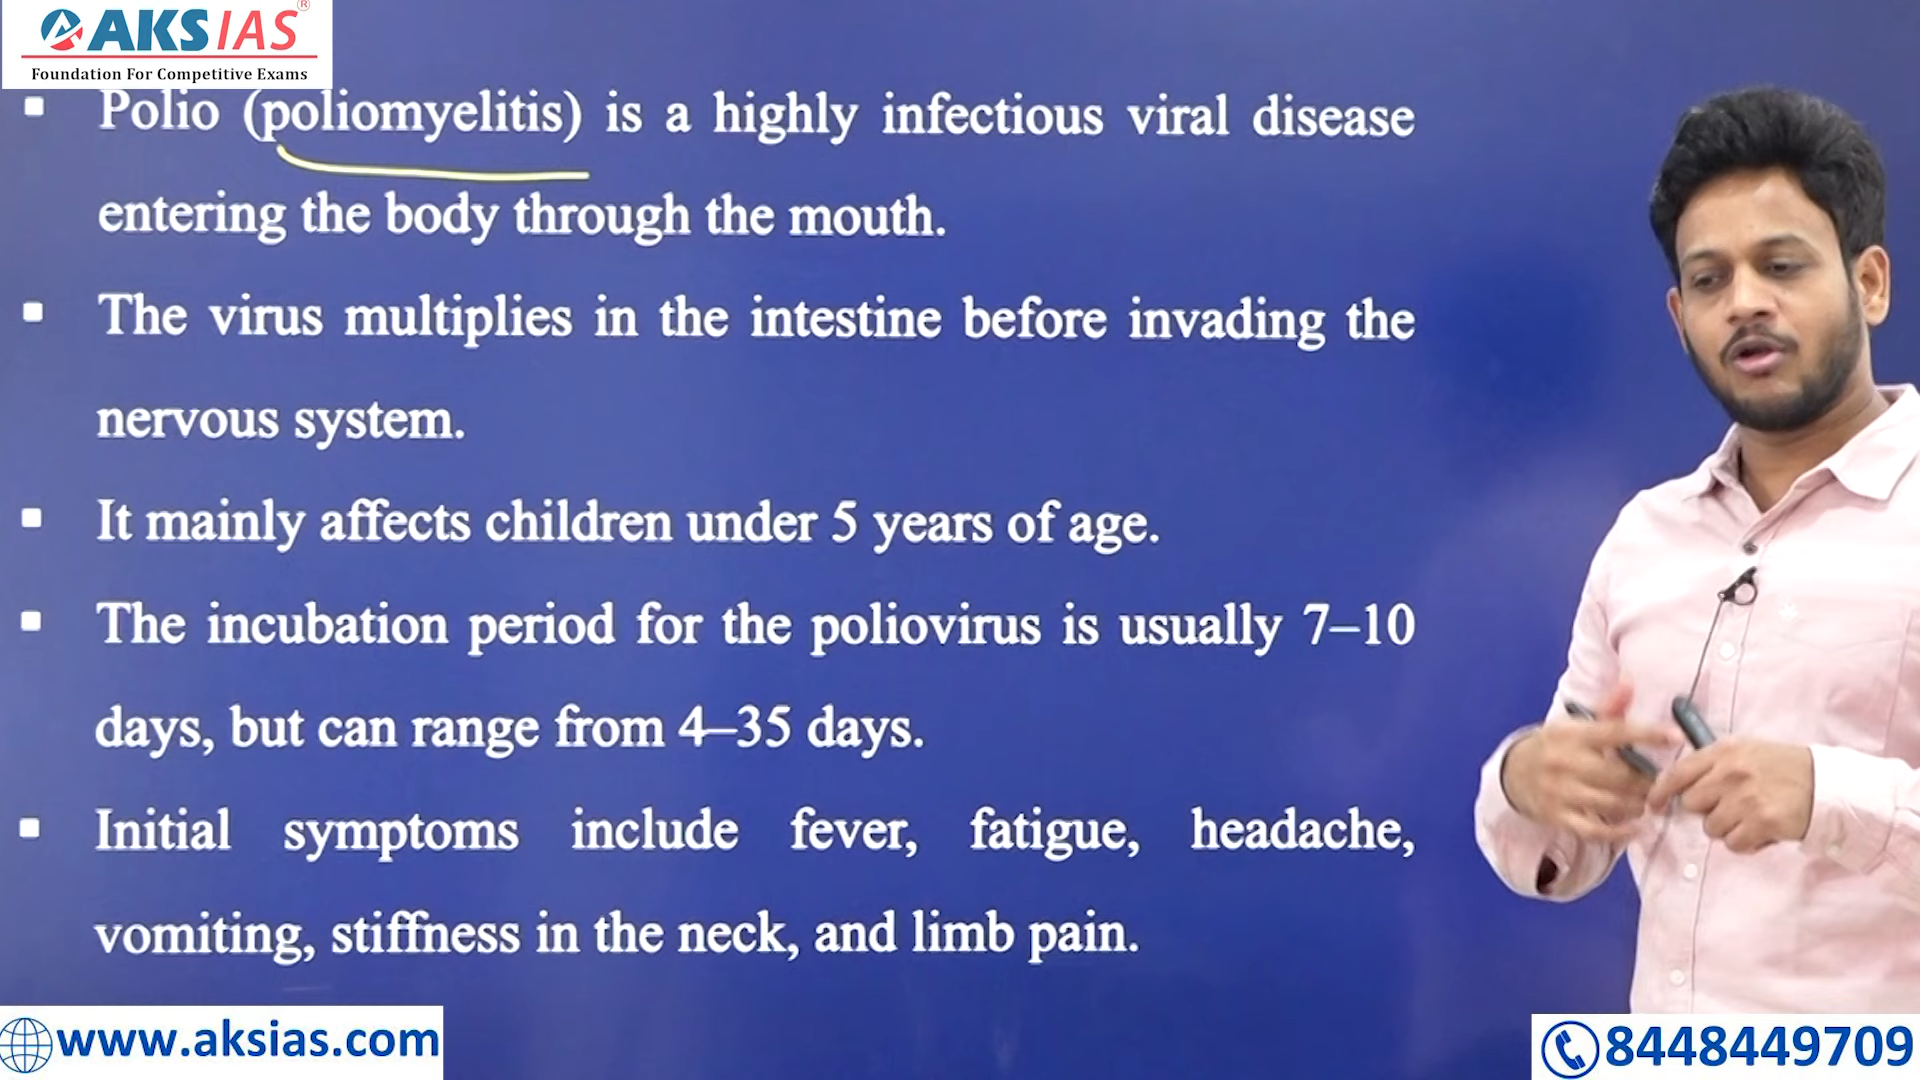 AKS IAS®
Foundation For Competitive Exams
▪ Polio (poliomyelitis) is a highly infectious viral disease
entering the body through the mouth.
▪ The virus multiplies in the intestine before invading the
nervous system.
▪ It mainly affects children under 5 years of age.
▪ The incubation period for the poliovirus is usually 7–10
days, but can range from 4–35 days.
▪ Initial symptoms include fever, fatigue, headache,
vomiting, stiffness in the neck, and limb pain.
www.aksias.com
8448449709